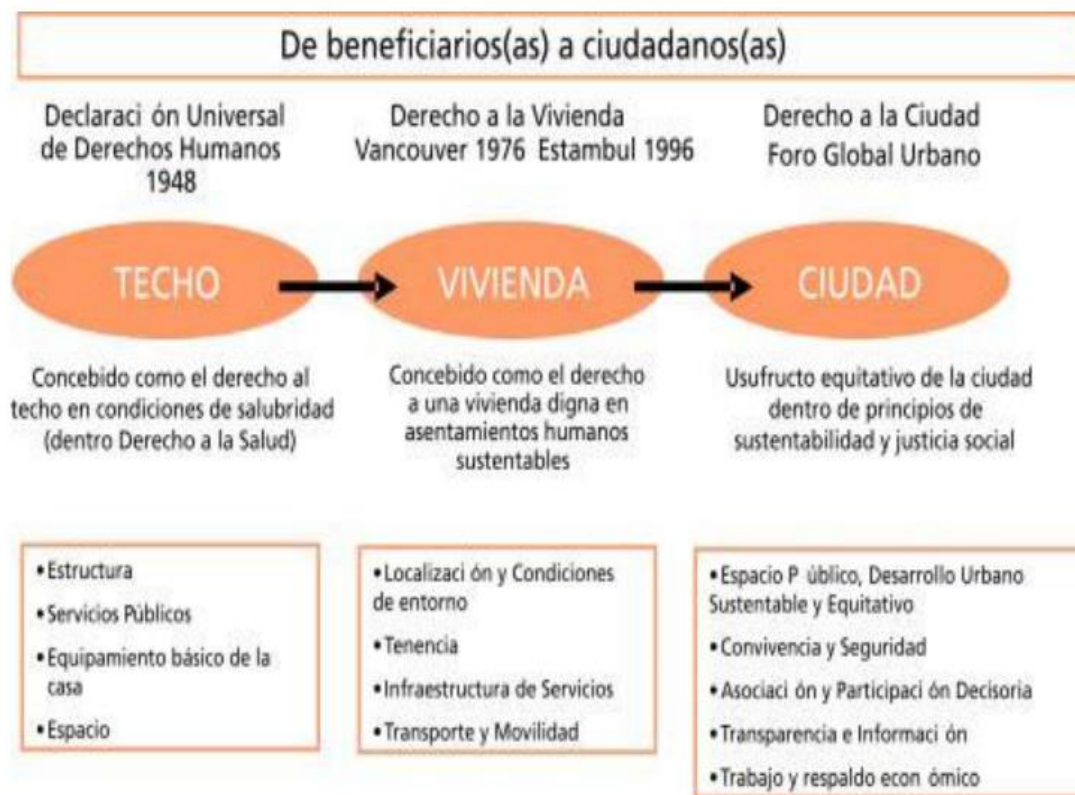 De beneficiarios(as) a ciudadanos(as)
Declaraci ón Universal
de Derechos Humanos
1948
Derecho a la Vivienda
Vancouver 1976 Estambul 1996
Derecho a la Ciudad
Foro Global Urbano
TECHO
VIVIENDA
CIUDAD
Concebido como el derecho al
techo en condiciones de salubridad
(dentro Derecho a la Salud)
Concebido como el derecho
a una vivienda digna en
asentamientos humanos
sustentables
Usufructo equitativo de la ciudad
dentro de principios de
sustentabilidad y justicia social
•Estructura
•Servicios Públicos
•Equipamiento básico de la
casa
•Espacio
•Localizaci ón y Condiciones
de entorno
•Tenencia
•Infraestructura de Servicios
•Transporte y Movilidad
•Espacio P úblico, Desarrollo Urbano
Sustentable y Equitativo
•Convivencia y Seguridad
•Asociaci ón y Participaci ón Decisoria
•Transparencia e Informaci ón
•Trabajo y respaldo econ ómico